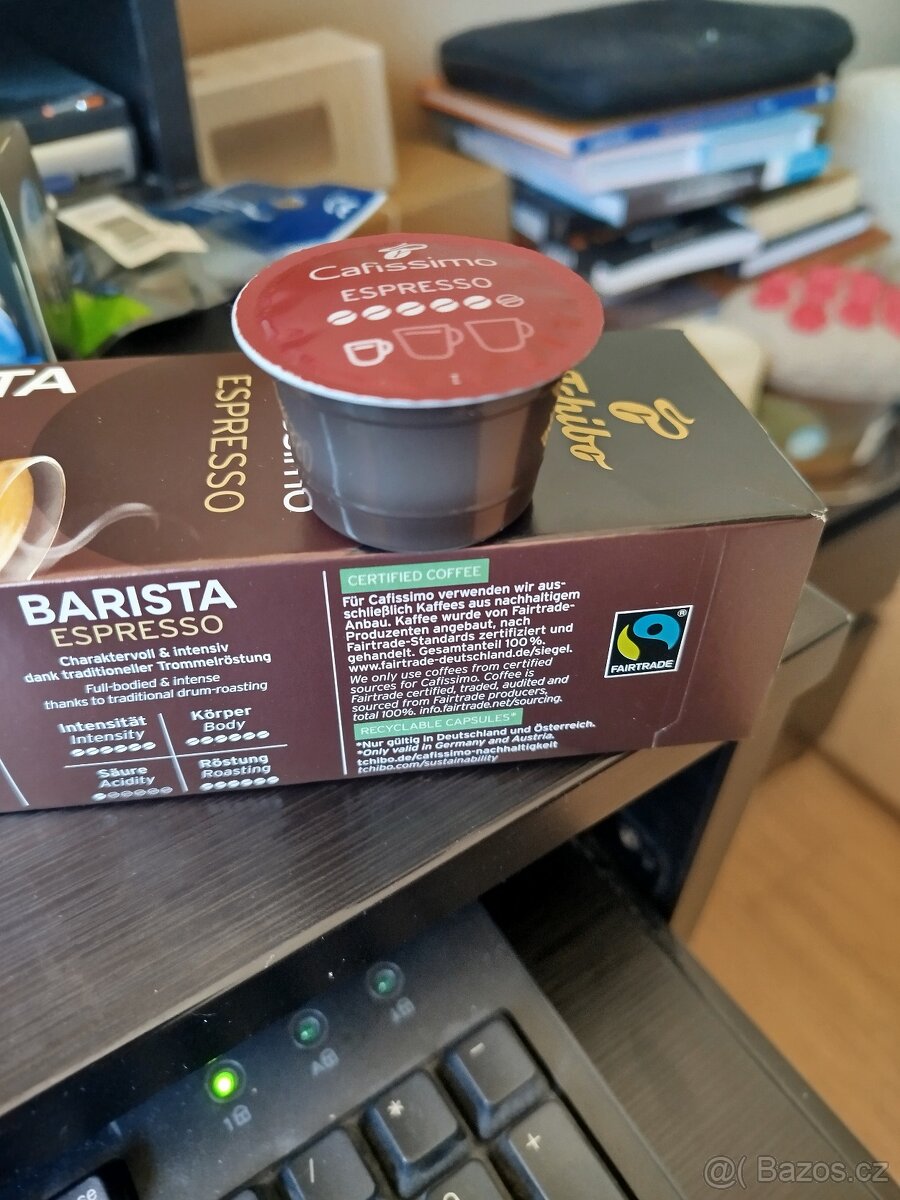 Cafissimo
ESPRESSO
TA
ESPRESSO
Tchibo
BARISTA
ESPRESSO
Charaktervoll & intensiv
dank traditioneller Trommelröstung
Full-bodied & intense
thanks to traditional drum-roasting
Intensität
Intensity
Körper
Body
Säure
Acidity
Röstung
Roasting
CERTIFIED COFFEE
Für Cafissimo verwenden wir aus-
schließlich Kaffees aus nachhaltigem
Anbau. Kaffee wurde von Fairtrade-
Produzenten angebaut, nach
Fairtrade-Standards zertifiziert und
gehandelt. Gesamtanteil 100%.
www.fairtrade-deutschland.de/siegel.
We only use coffees from certified
sources for Cafissimo. Coffee is
Fairtrade certified, traded, audited and
sourced from Fairtrade producers,
total 100%. info.fairtrade.net/sourcing.
RECYCLABLE CAPSULES*
*Nur gültig in Deutschland und Österreich.
*Only valid in Germany and Austria.
tchibo.de/cafissimo-nachhaltigkeit
tchibo.com/sustainability
FAIRTRADE
®
1
A
A
-
*
/
+
@( Bazos.cz